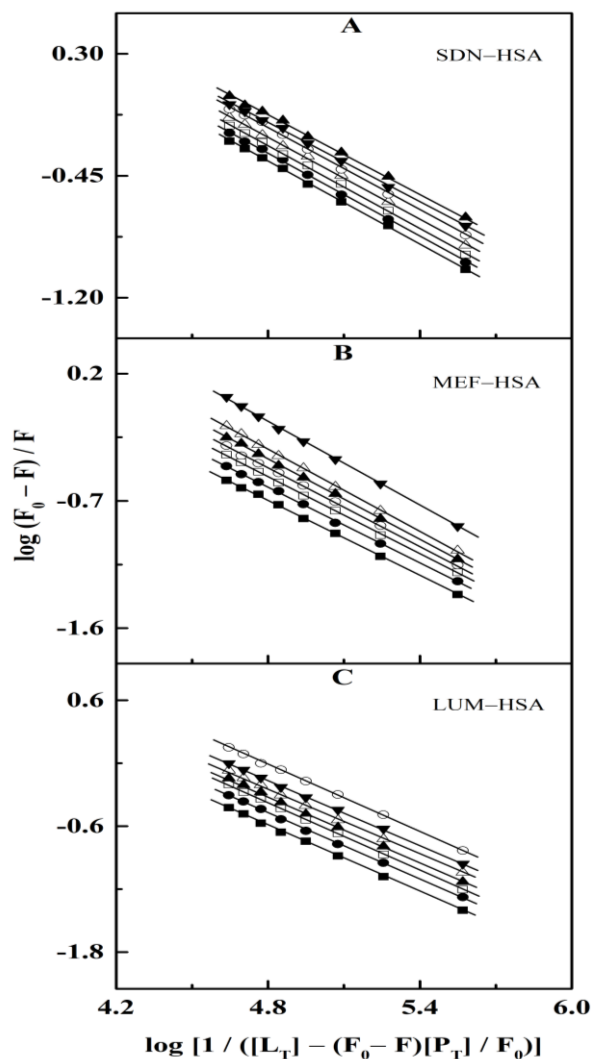 A
SDN–HSA
0.30
-0.45
-1.20
B
MEF–HSA
0.2
-0.7
-1.6
log (F₀ – F) / F
C
LUM–HSA
0.6
-0.6
-1.8
4.2 4.8 5.4 6.0
log [1 / ([L_T] – (F₀– F)[P_T] / F₀)]